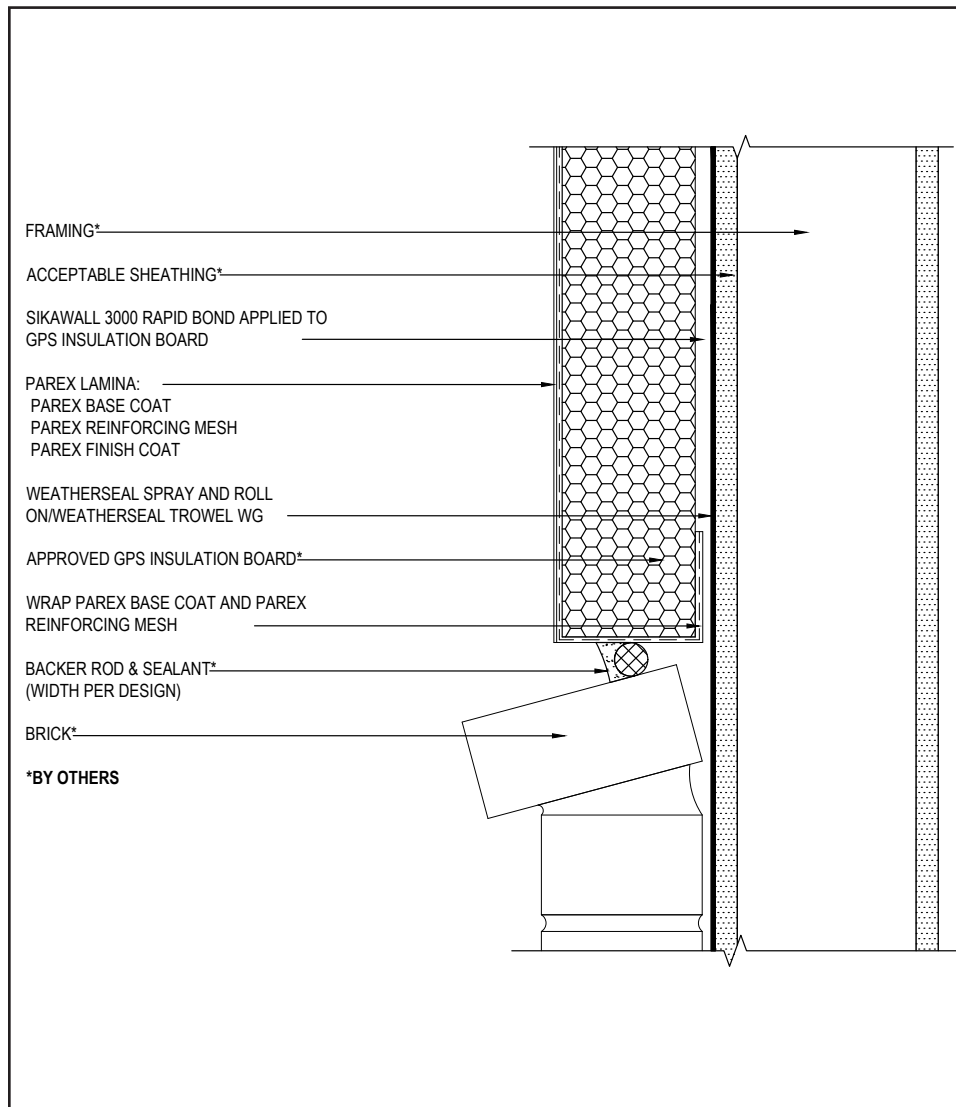 FRAMING*
ACCEPTABLE SHEATHING*
SIKAWALL 3000 RAPID BOND APPLIED TO
GPS INSULATION BOARD
PAREX LAMINA:
PAREX BASE COAT
PAREX REINFORCING MESH
PAREX FINISH COAT
WEATHERSEAL SPRAY AND ROLL
ON/WEATHERSEAL TROWEL WG
APPROVED GPS INSULATION BOARD*
WRAP PAREX BASE COAT AND PAREX
REINFORCING MESH
BACKER ROD & SEALANT*
(WIDTH PER DESIGN)
BRICK*
*BY OTHERS